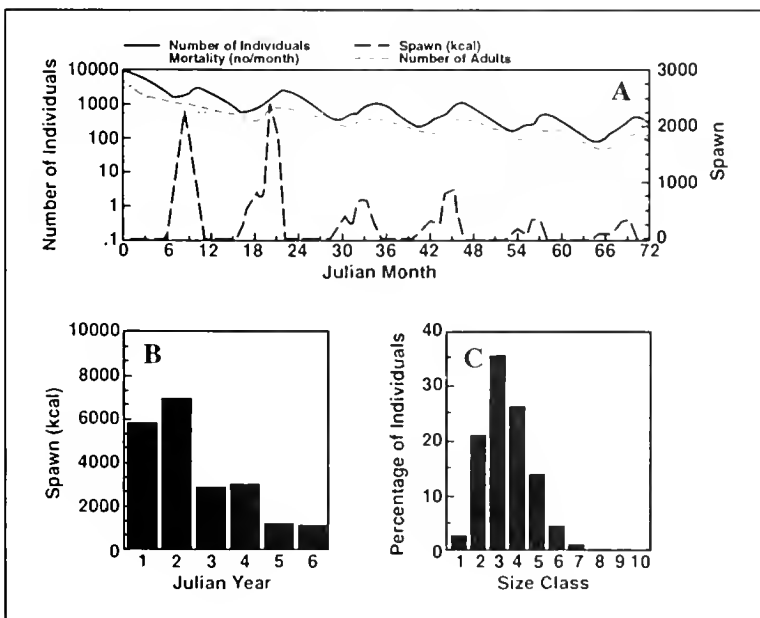 Number of Individuals
Spawn (kcal)
Mortality (no/month)
Number of Adults
A
10000
1000
100
10
1
.1
Number of Individuals
3000
2000
1000
0
Spawn
0 6 12 18 24 30 36 42 48 54 60 66 72
Julian Month
B
10000
8000
6000
4000
2000
0
Spawn (kcal)
1 2 3 4 5 6
Julian Year
C
40
30
20
10
0
Percentage of Individuals
1 2 3 4 5 6 7 8 9 10
Size Class